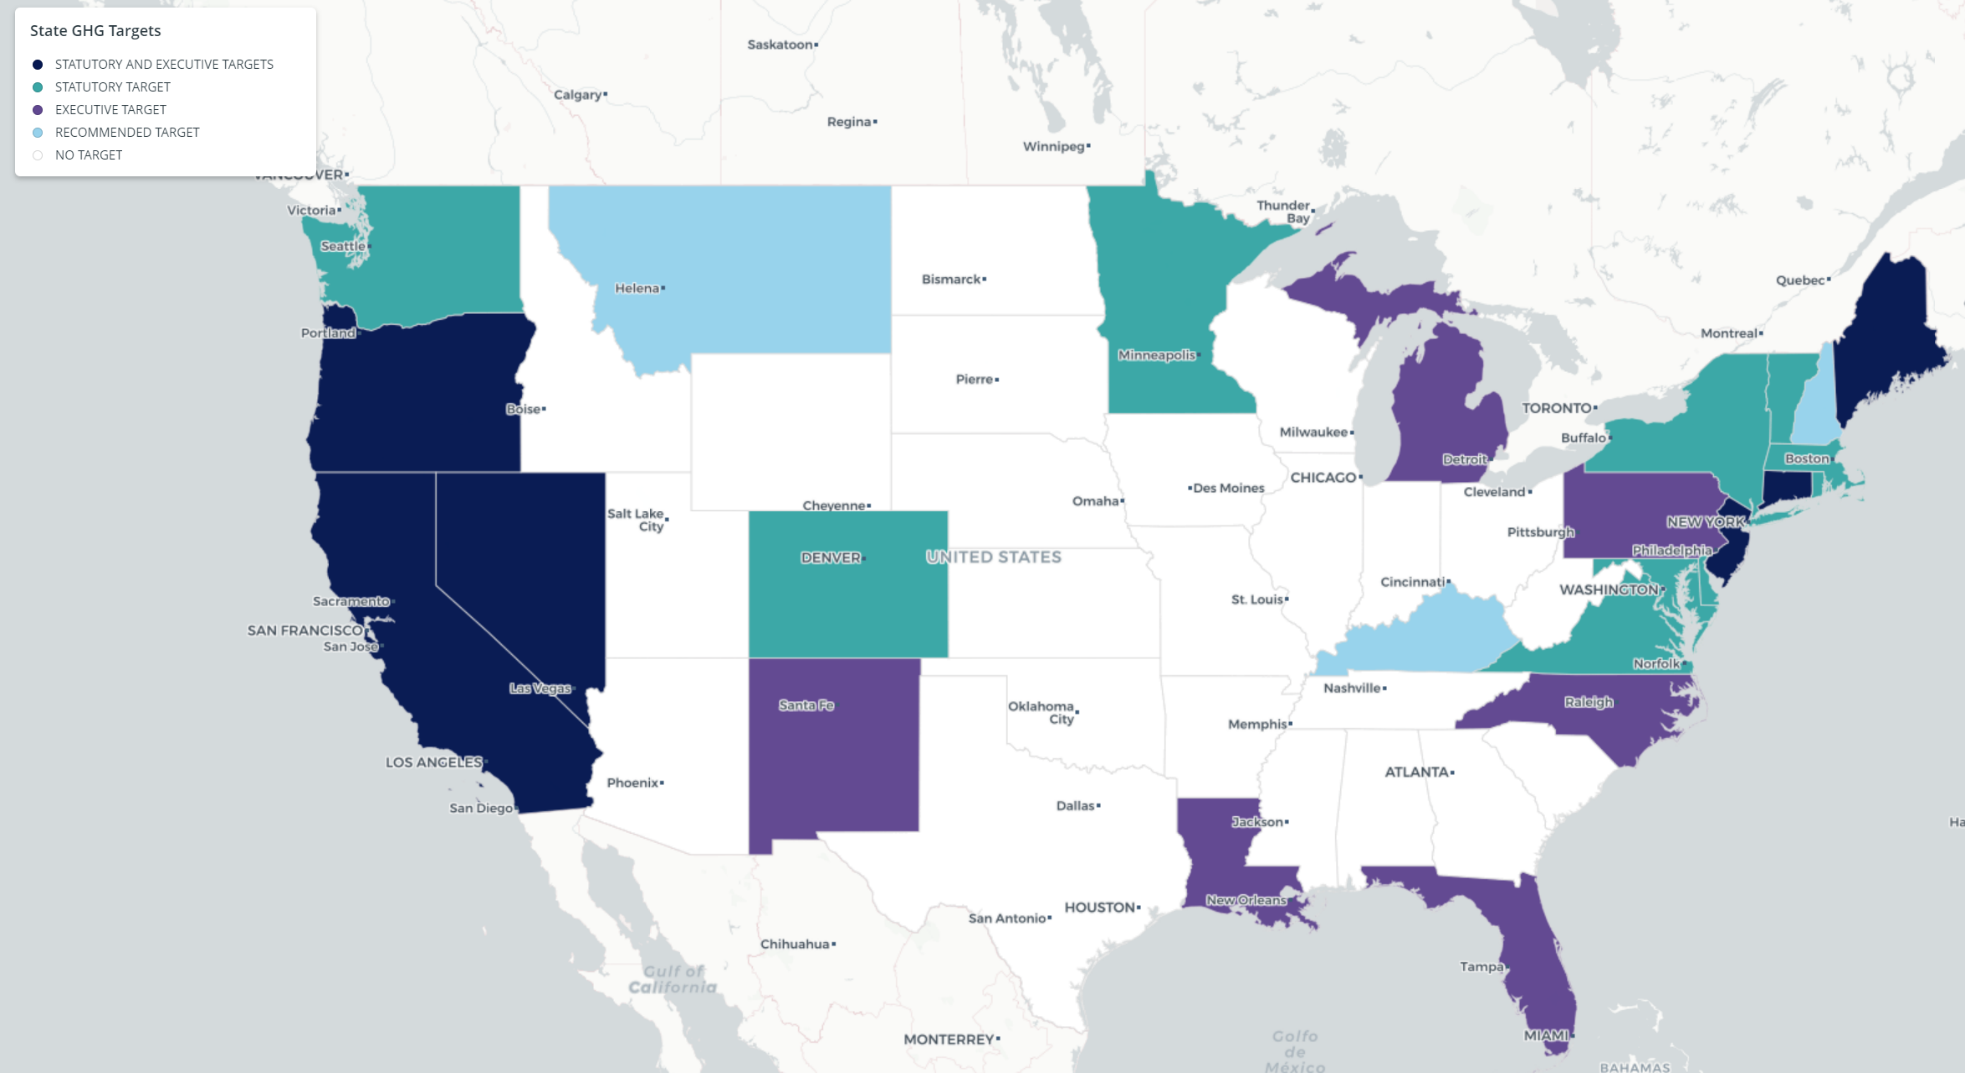 State GHG Targets
STATUTORY AND EXECUTIVE TARGETS
STATUTORY TARGET
EXECUTIVE TARGET
RECOMMENDED TARGET
NO TARGET
Saskatoon
Calgary
Regina
Winnipeg
VANCOUVER
Victoria
Thunder
Bay
Seattle
Bismarck
Quebec
Helena
Portland
Montreal
Minneapolis
Pierre
Boise
TORONTO
Milwaukee
Buffalo
Detroit
Boston
CHICAGO
Des Moines
Cleveland
Omaha
Cheyenne
Salt Lake
City
NEW YORK
Pittsburgh
Philadelphia
DENVER
UNITED STATES
Cincinnati
WASHINGTON
Sacramento
St. Louis
SAN FRANCISCO
San Jose
Norfolk
Las Vegas
Nashville
Santa Fe
Raleigh
Oklahoma
City
Memphis
LOS ANGELES
Phoenix
ATLANTA
San Diego
Dallas
Jackson
Ha
New Orleans
HOUSTON
San Antonio
Chihuahua
Tampa
Gulf of
California
MIAMI
MONTERREY
Golfo
de
México
BAHAMAS